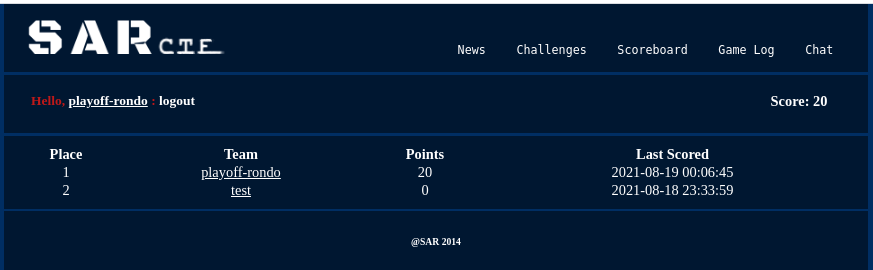 SAR CTF
News Challenges Scoreboard Game Log Chat
Hello, playoff-rondo : logout Score: 20
Place Team Points Last Scored
1 playoff-rondo 20 2021-08-19 00:06:45
2 test 0 2021-08-18 23:33:59
@SAR 2014